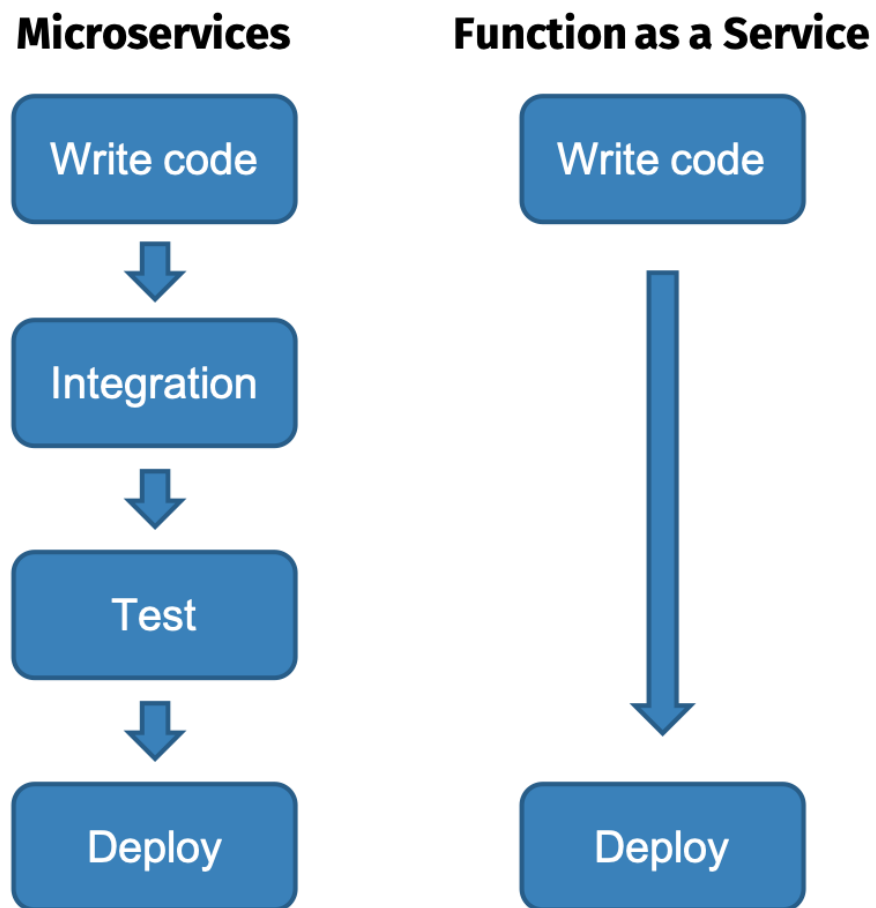 Microservices
Function as a Service
Write code
Write code
Integration
Test
Deploy
Deploy